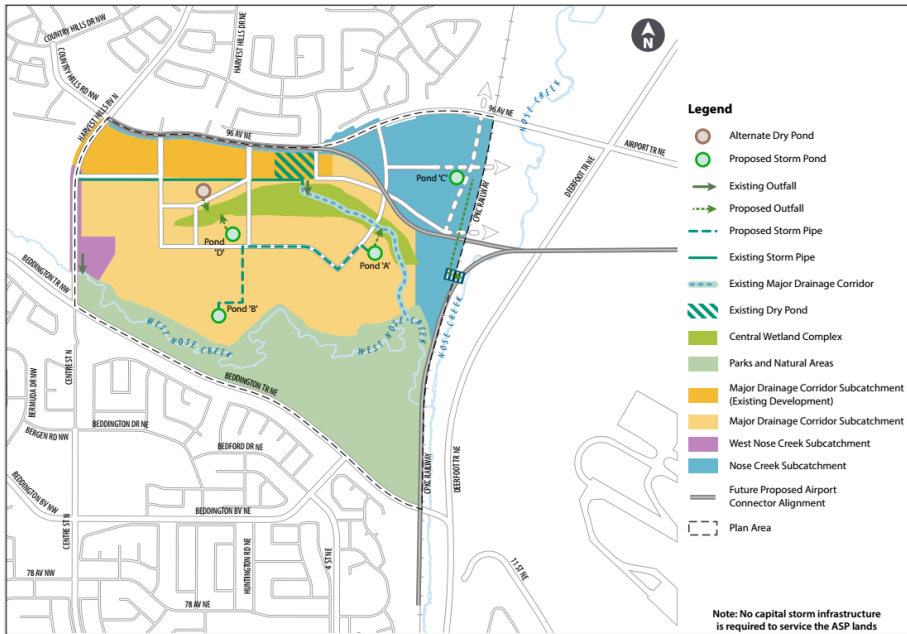 COUNTRY HILLS DR NW
COUNTRY HILLS RD NW
HARVEST HILLS DR NE
HARVEST HILLS BV N
96 AV NE
96 AV NE
N
NOSE CREEK
AIRPORT TR NE
DEERFOOT TR NE
CPKC RAILWAY
Pond 'C'
Pond 'D'
Pond 'A'
Pond 'B'
NOSE CREEK
WEST NOSE CREEK
WEST NOSE CREEK
BEDDINGTON TR NW
CENTRE ST N
BEDDINGTON TR NE
BERMUDA DR NW
BEDDINGTON DR NE
BERGEN RD NW
BEDFORD DR NE
CPKC RAILWAY
DEERFOOT TR NE
BEDDINGTON BV NW
BEDDINGTON BV NE
CENTRE ST N
HUNTINGTON RD NE
4 ST NE
11 ST NE
78 AV NW
78 AV NE
Legend
Alternate Dry Pond
Proposed Storm Pond
Existing Outfall
Proposed Outfall
Proposed Storm Pipe
Existing Storm Pipe
Existing Major Drainage Corridor
Existing Dry Pond
Central Wetland Complex
Parks and Natural Areas
Major Drainage Corridor Subcatchment
(Existing Development)
Major Drainage Corridor Subcatchment
West Nose Creek Subcatchment
Nose Creek Subcatchment
Future Proposed Airport
Connector Alignment
Plan Area
Note: No capital storm infrastructure
is required to service the ASP lands